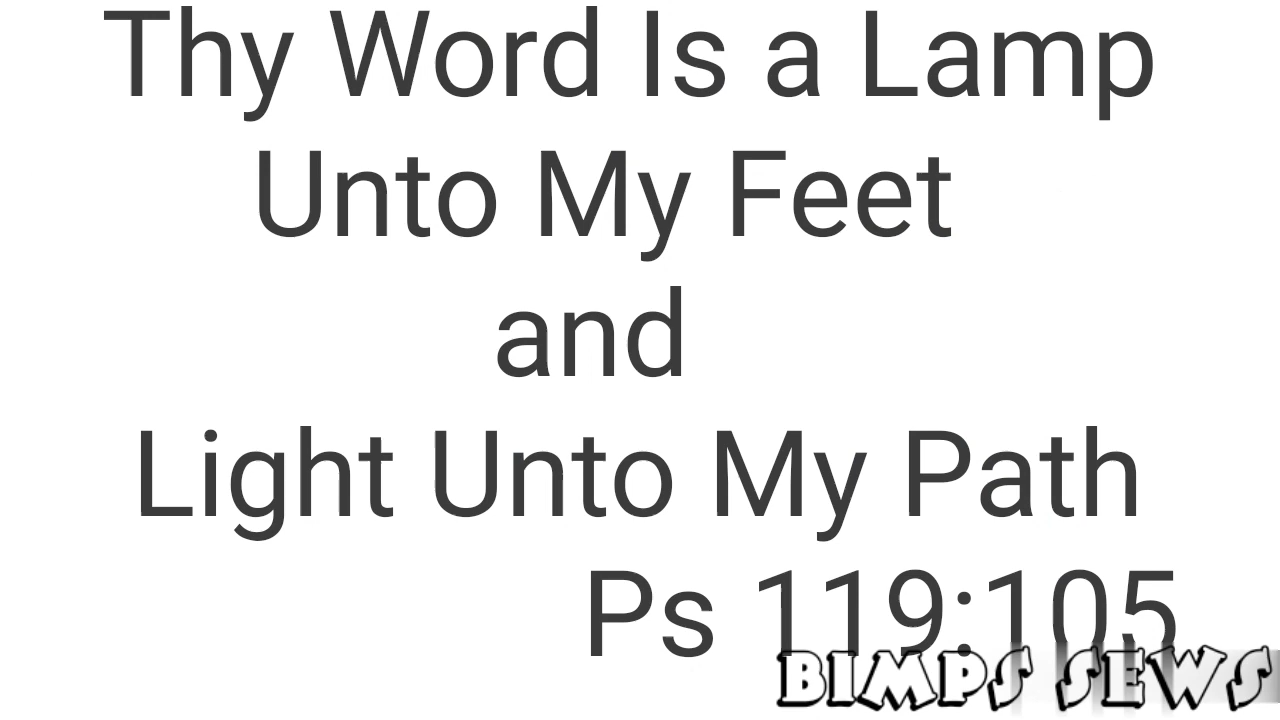 Thy Word Is a Lamp
Unto My Feet
and
Light Unto My Path
Ps 119:105
BIMPS SEWS